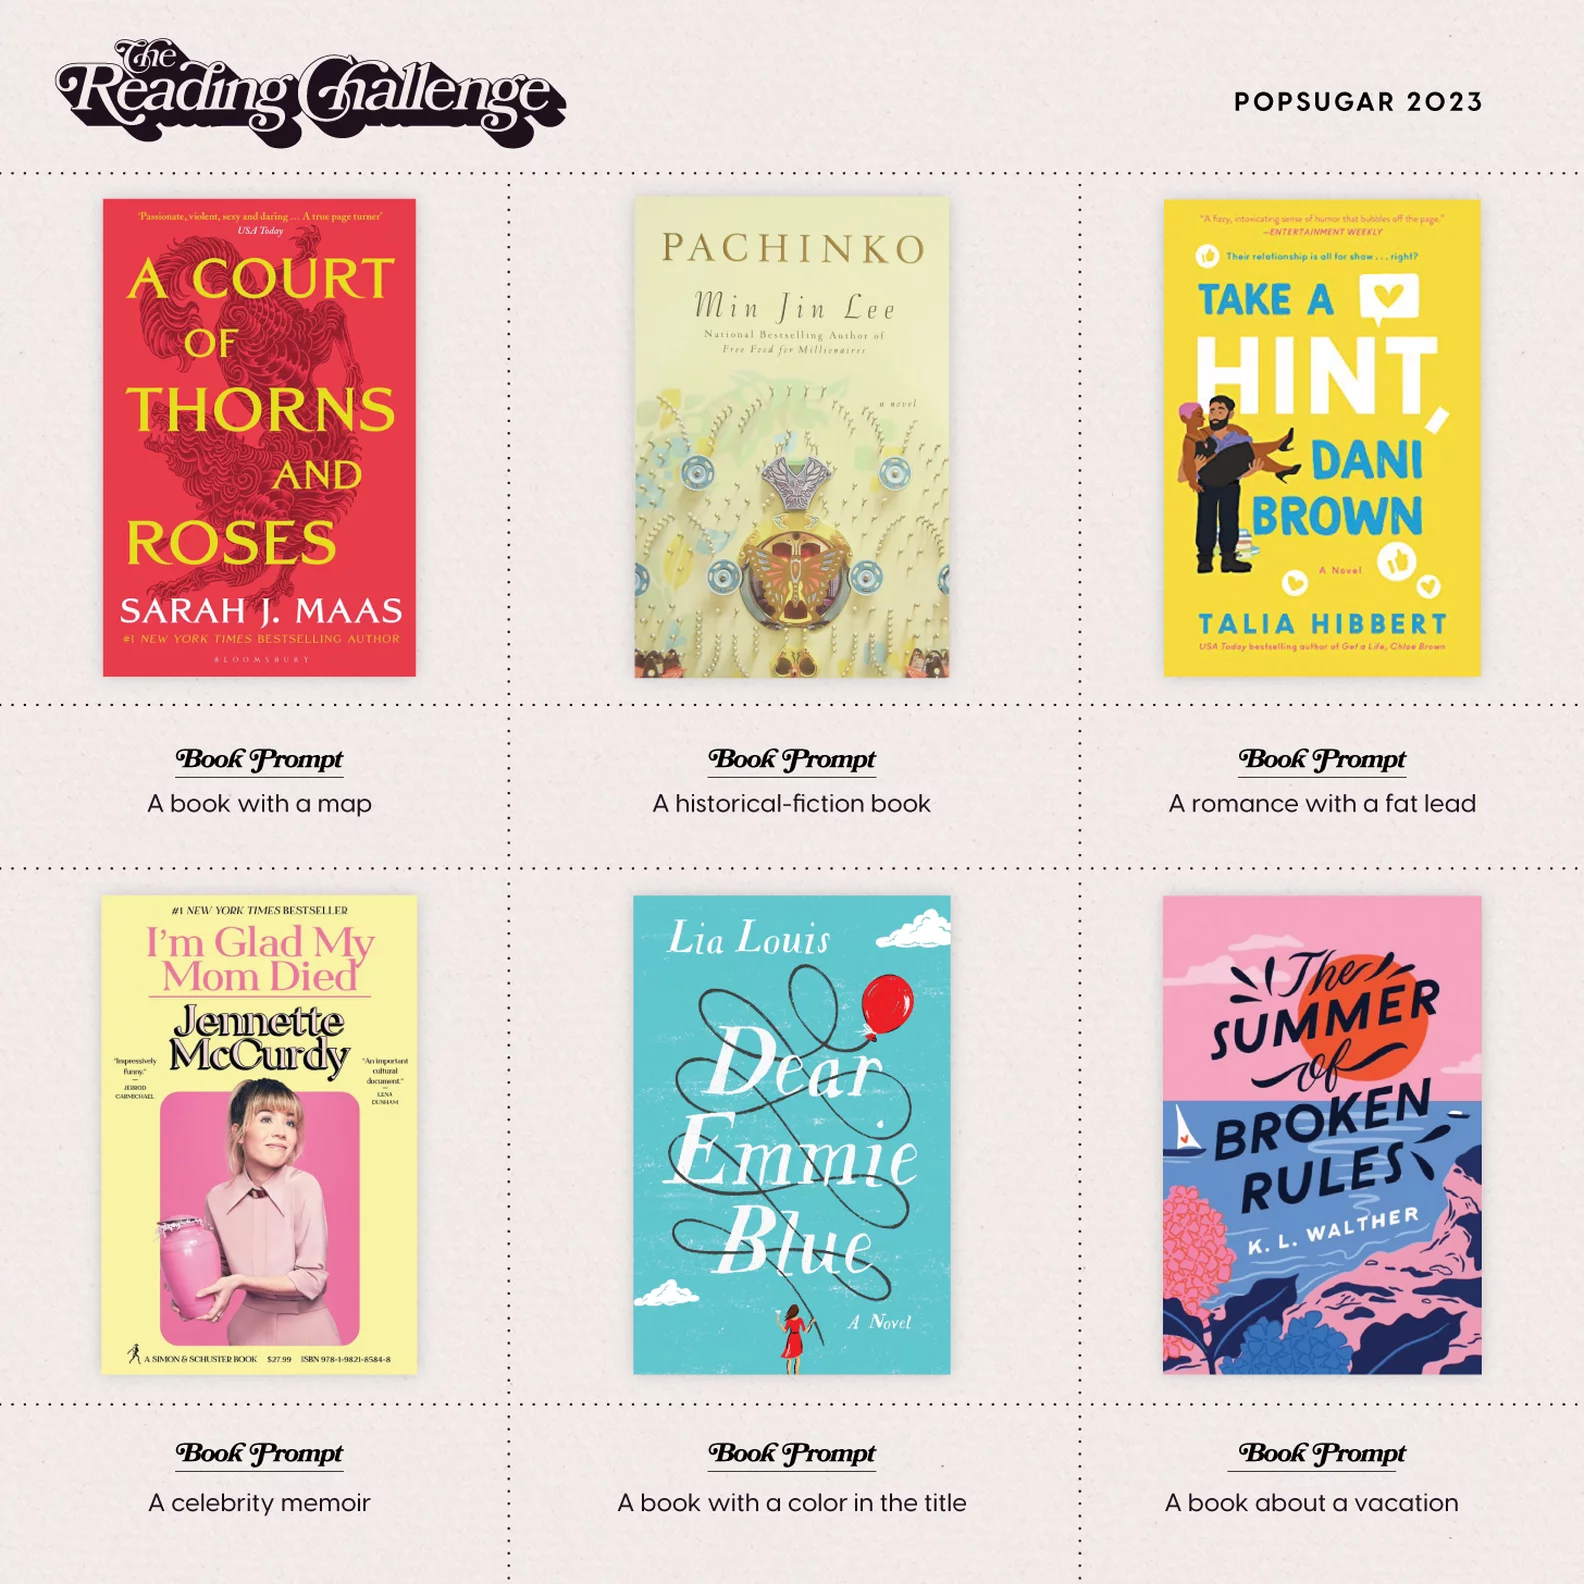 The
Reading Challenge
POPSUGAR 2023
'Passionate, violent, sexy and daring ... A true page turner'
USA Today
A COURT
OF
THORNS
AND
ROSES
SARAH J. MAAS
#1 NEW YORK TIMES BESTSELLING AUTHOR
BLOOMSBURY
PACHINKO
Min Jin Lee
National Bestselling Author of
Free Food for Millionaires
a novel
"A fizzy, intoxicating sense of humor that bubbles off the page."
—ENTERTAINMENT WEEKLY
Their relationship is all for show . . . right?
TAKE A
HINT,
DANI
BROWN
A Novel
TALIA HIBBERT
USA Today bestselling author of Get a Life, Chloe Brown
Book Prompt
A book with a map
Book Prompt
A historical-fiction book
Book Prompt
A romance with a fat lead
#1 NEW YORK TIMES BESTSELLER
I'm Glad My
Mom Died
Jennette
McCurdy
"Impressively
funny."
—
JERROD
CARMICHAEL
"An important
cultural
document."
—
LENA
DUNHAM
A SIMON & SCHUSTER BOOK $27.99 ISBN 978-1-9821-8584-8
Lia Louis
Dear
Emmie
Blue
A Novel
The
SUMMER
of
BROKEN
RULES
K. L. WALTHER
Book Prompt
A celebrity memoir
Book Prompt
A book with a color in the title
Book Prompt
A book about a vacation